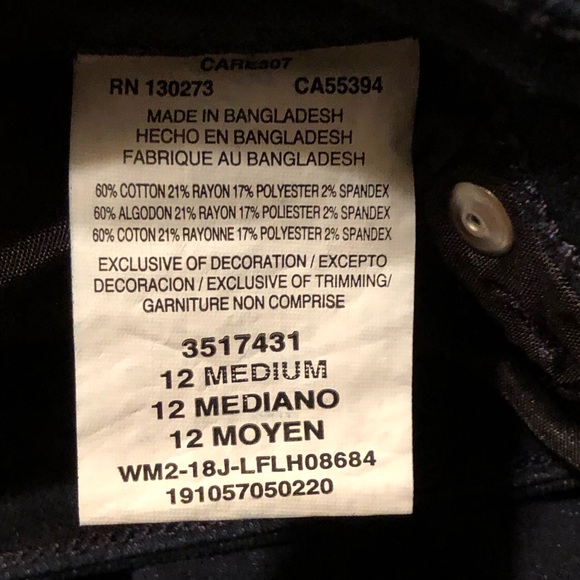 CARE507
RN 130273 CA55394
MADE IN BANGLADESH
HECHO EN BANGLADESH
FABRIQUE AU BANGLADESH
60% COTTON 21% RAYON 17% POLYESTER 2% SPANDEX
60% ALGODON 21% RAYON 17% POLIESTER 2% SPANDEX
60% COTON 21% RAYONNE 17% POLYESTER 2% SPANDEX
EXCLUSIVE OF DECORATION / EXCEPTO
DECORACION / EXCLUSIVE OF TRIMMING/
GARNITURE NON COMPRISE
3517431
12 MEDIUM
12 MEDIANO
12 MOYEN
WM2-18J-LFLH08684
191057050220